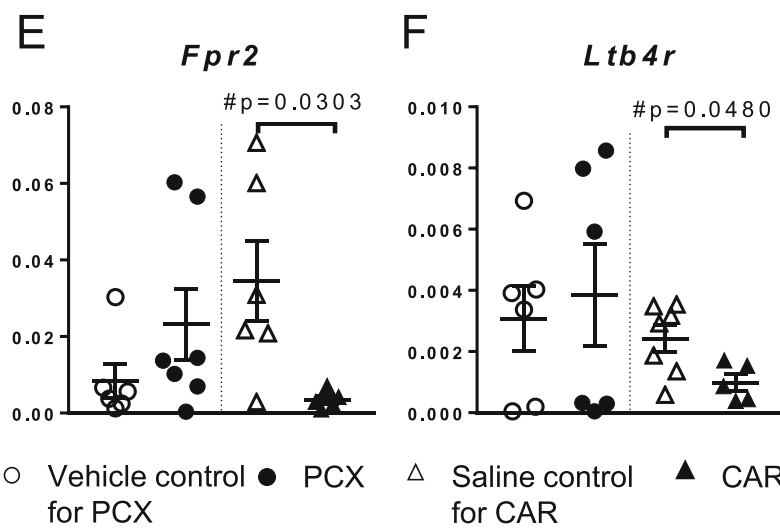 E
Fpr2
#p=0.0303
0.08
0.06
0.04
0.02
0.00
F
Ltb4r
#p=0.0480
0.010
0.008
0.006
0.004
0.002
0.000
Vehicle control
for PCX
PCX
Saline control
for CAR
CAR